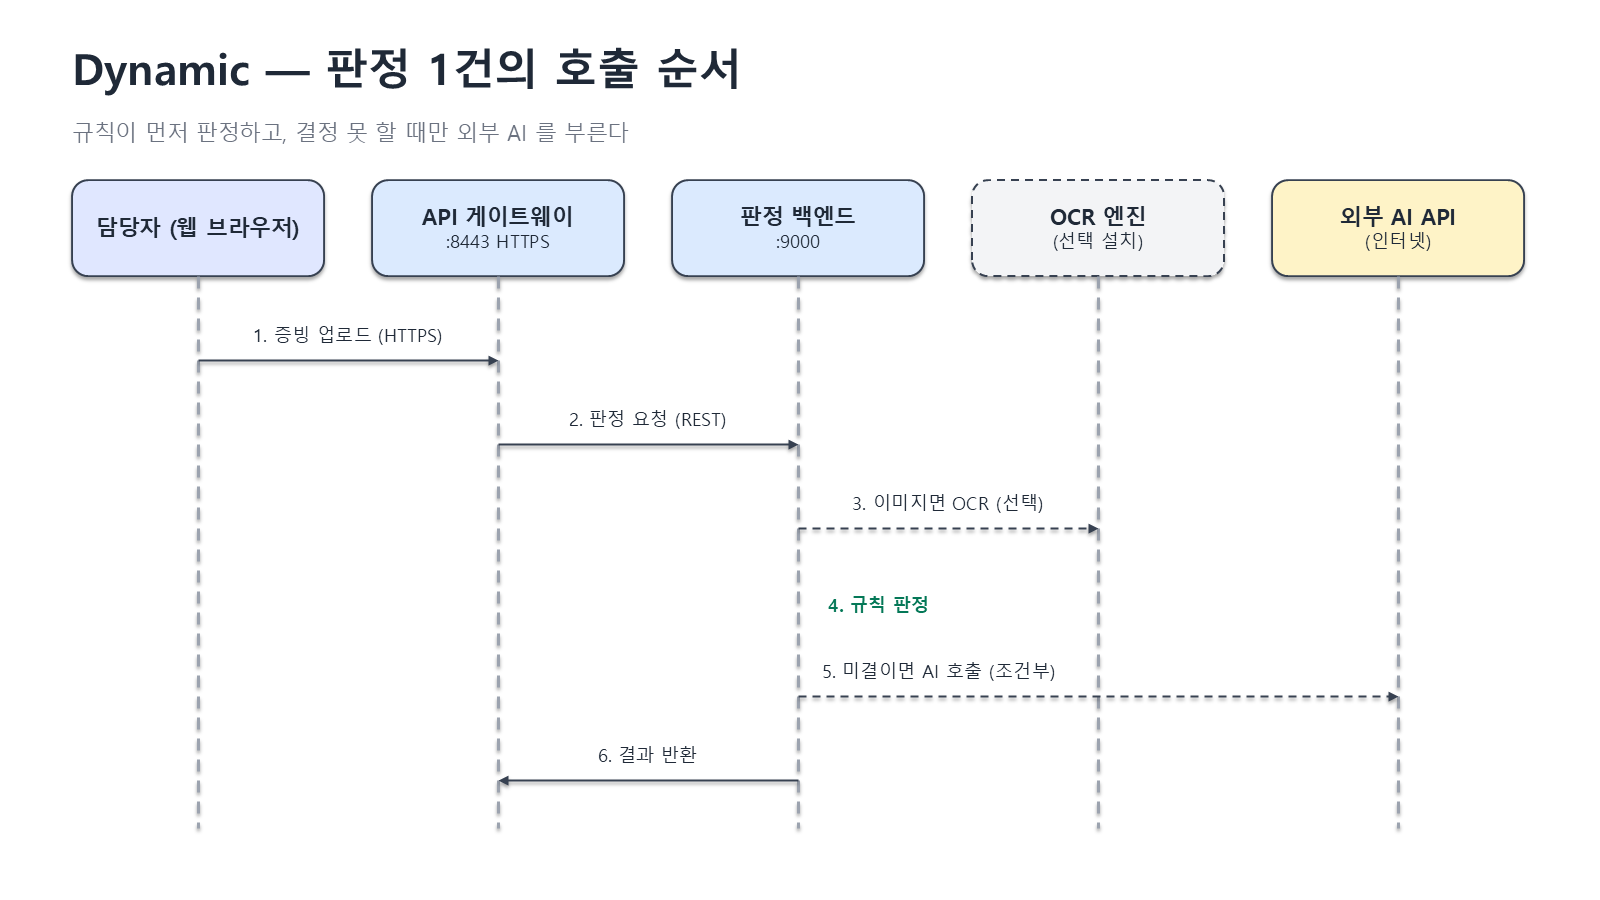 Dynamic — 판정 1건의 호출 순서
규칙이 먼저 판정하고, 결정 못 할 때만 외부 AI 를 부른다
담당자 (웹 브라우저)
API 게이트웨이
:8443 HTTPS
판정 백엔드
:9000
OCR 엔진
(선택 설치)
외부 AI API
(인터넷)
1. 증빙 업로드 (HTTPS)
2. 판정 요청 (REST)
3. 이미지면 OCR (선택)
4. 규칙 판정
5. 미결이면 AI 호출 (조건부)
6. 결과 반환